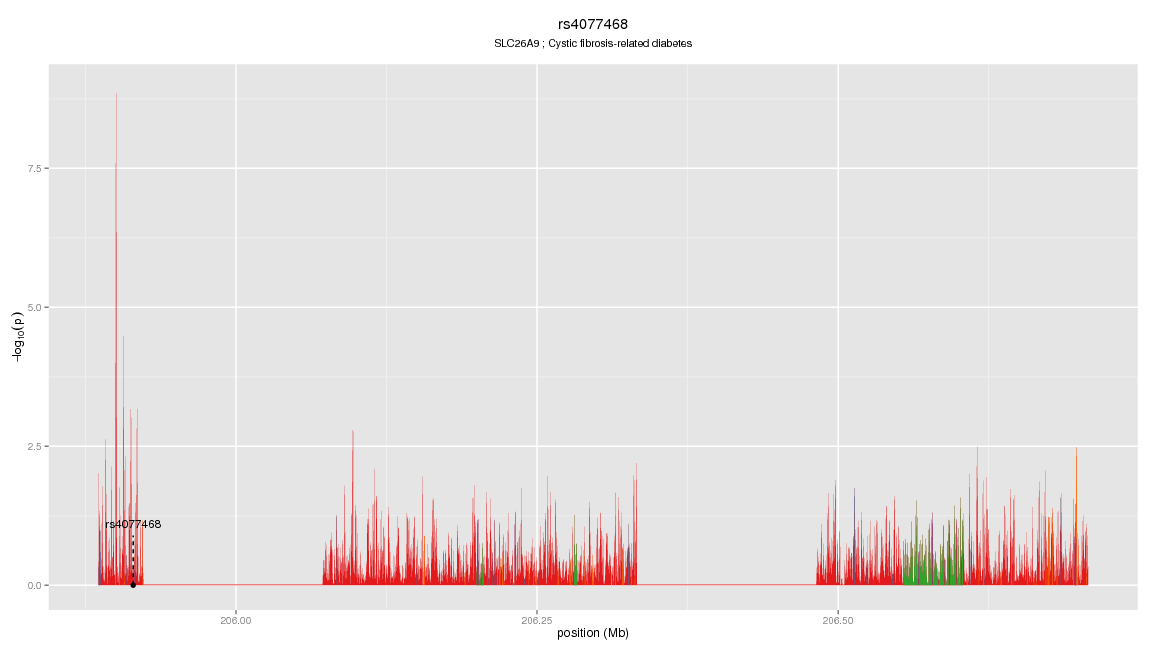 rs4077468
SLC26A9 ; Cystic fibrosis-related diabetes
−log10(p)
7.5
5.0
2.5
0.0
rs4077468
206.00
206.25
206.50
position (Mb)